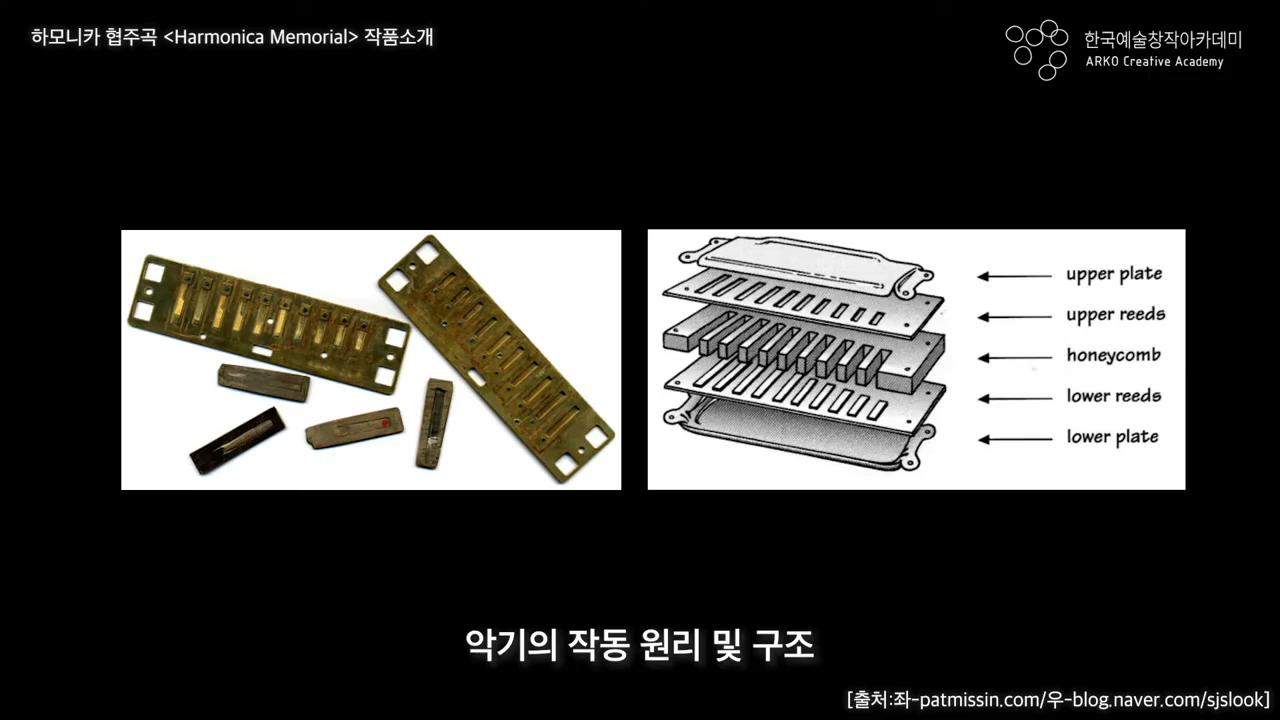 하모니카 협주곡 <Harmonica Memorial> 작품소개
한국예술창작아카데미
ARKO Creative Academy
upper plate
upper reeds
honeycomb
lower reeds
lower plate
악기의 작동 원리 및 구조
[출처:좌-patmissin.com/우-blog.naver.com/sjslook]